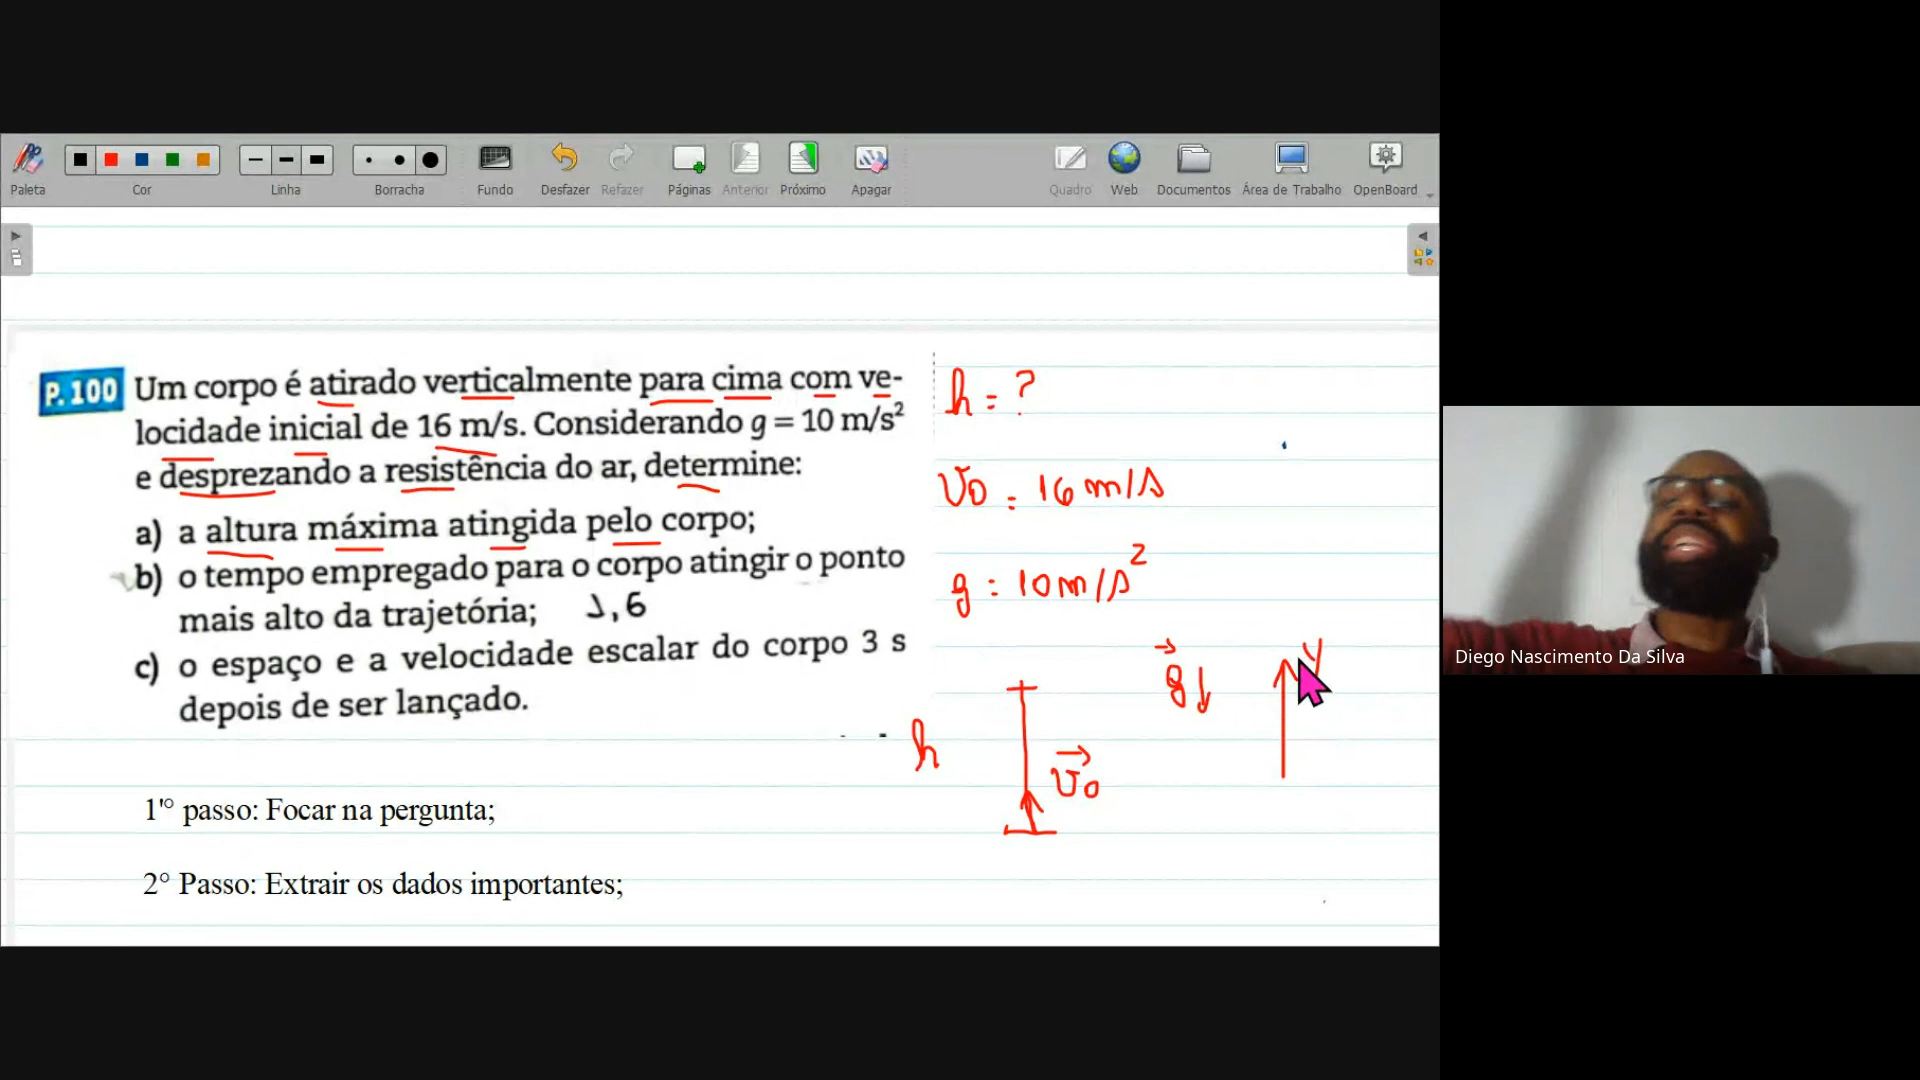 Paleta
Cor
Linha
Borracha
Fundo
Desfazer
Refazer
Páginas
Anterior
Próximo
Apagar
Quadro
Web
Documentos
Área de Trabalho
OpenBoard
P. 100 Um corpo é atirado verticalmente para cima com ve-
locidade inicial de 16 m/s. Considerando g = 10 m/s²
e desprezando a resistência do ar, determine:
a) a altura máxima atingida pelo corpo;
b) o tempo empregado para o corpo atingir o ponto
mais alto da trajetória; 1,6
c) o espaço e a velocidade escalar do corpo 3 s
depois de ser lançado.
1'° passo: Focar na pergunta;
2° Passo: Extrair os dados importantes;
h = ?
v0 = 16 m/s
g = 10 m/s²
g
y
h
v0
Diego Nascimento Da Silva